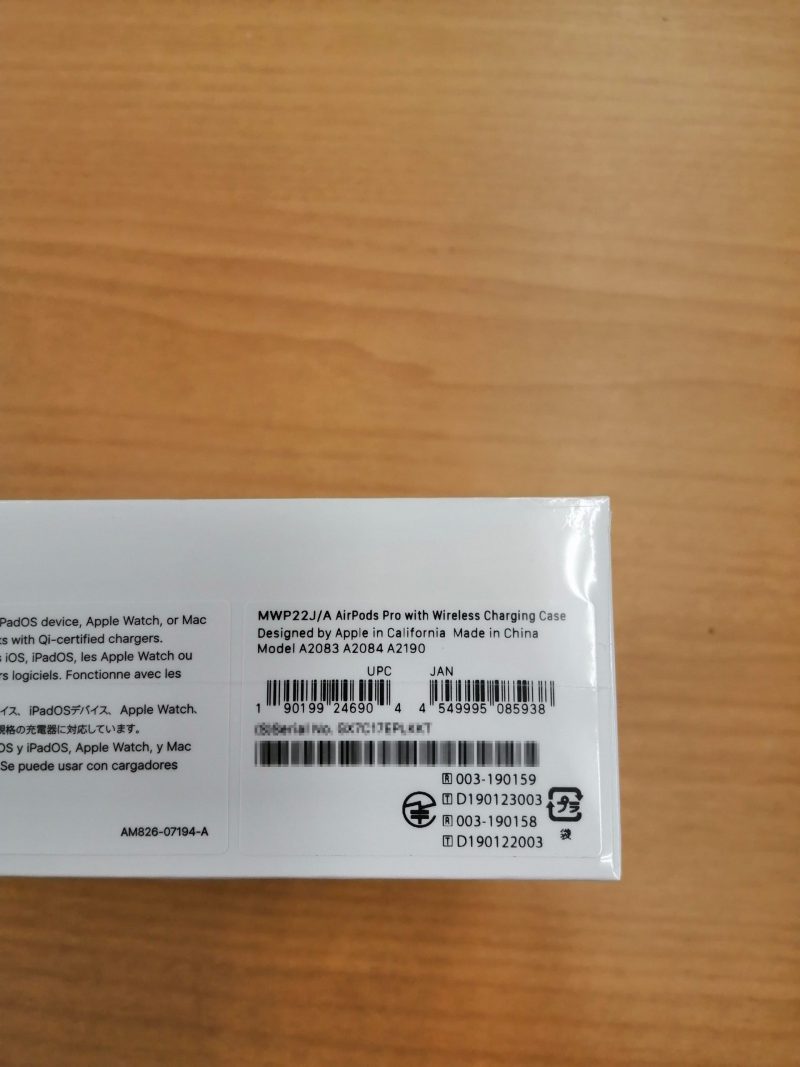 PadOS device, Apple Watch, or Mac
s with Qi-certified chargers.
s iOS, iPadOS, les Apple Watch ou
rs logiciels. Fonctionne avec les
イス、iPadOSデバイス、Apple Watch、
規格の充電器に対応しています。
OS y iPadOS, Apple Watch, y Mac
Se puede usar con cargadores
AM826-07194-A
MWP22J/A AirPods Pro with Wireless Charging Case
Designed by Apple in California Made in China
Model A2083 A2084 A2190
UPC JAN
1 90199 24690 4 4 549995 085938
(S) Serial No.
R 003-190159
T D190123003
R 003-190158
T D190122003
プラ
袋